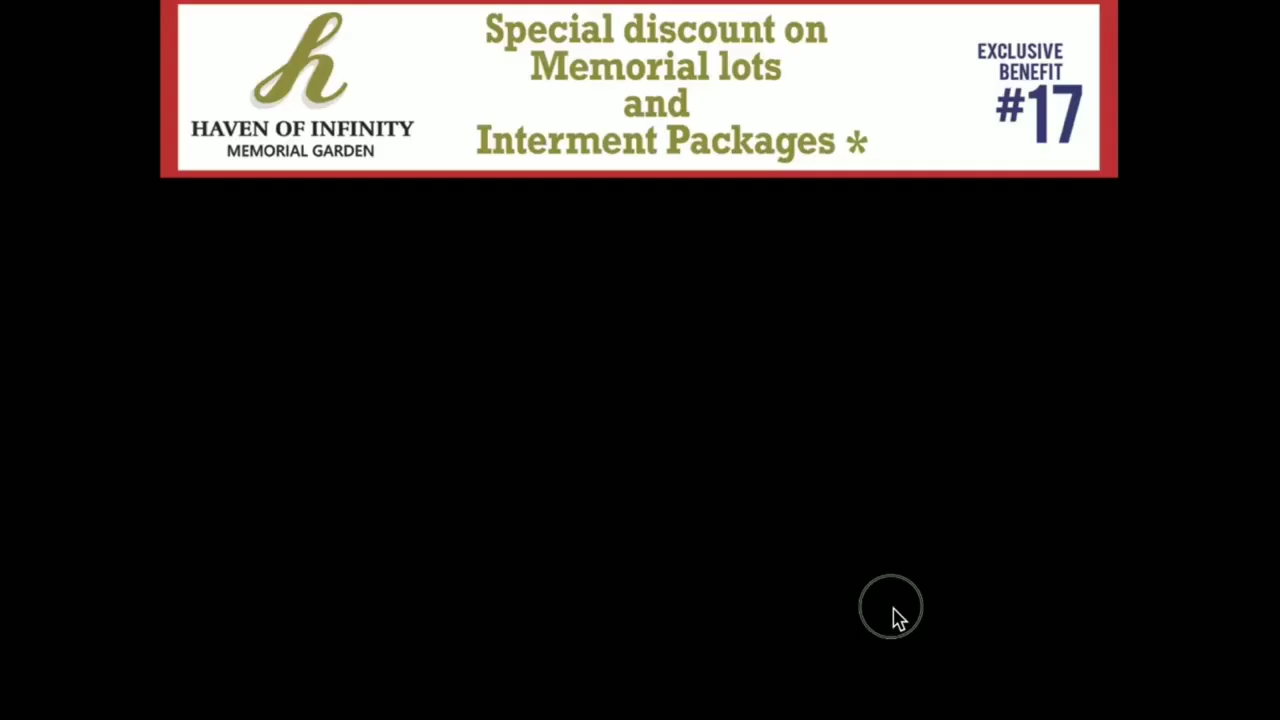 h
HAVEN OF INFINITY
MEMORIAL GARDEN
Special discount on
Memorial lots
and
Interment Packages *
EXCLUSIVE
BENEFIT
#17